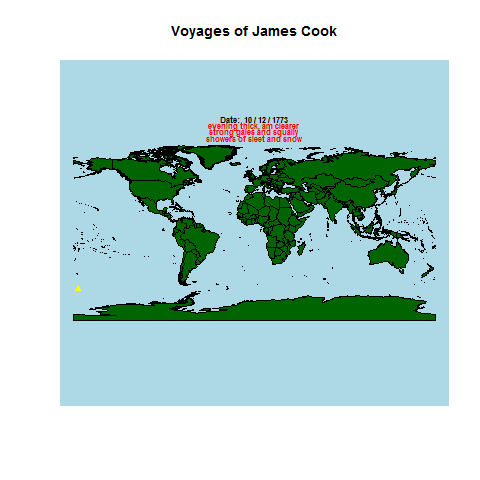 Voyages of James Cook
Date: , 10 / 12 / 1773
evening thick, am clearer
strong gales and squally
showers of sleet and snow